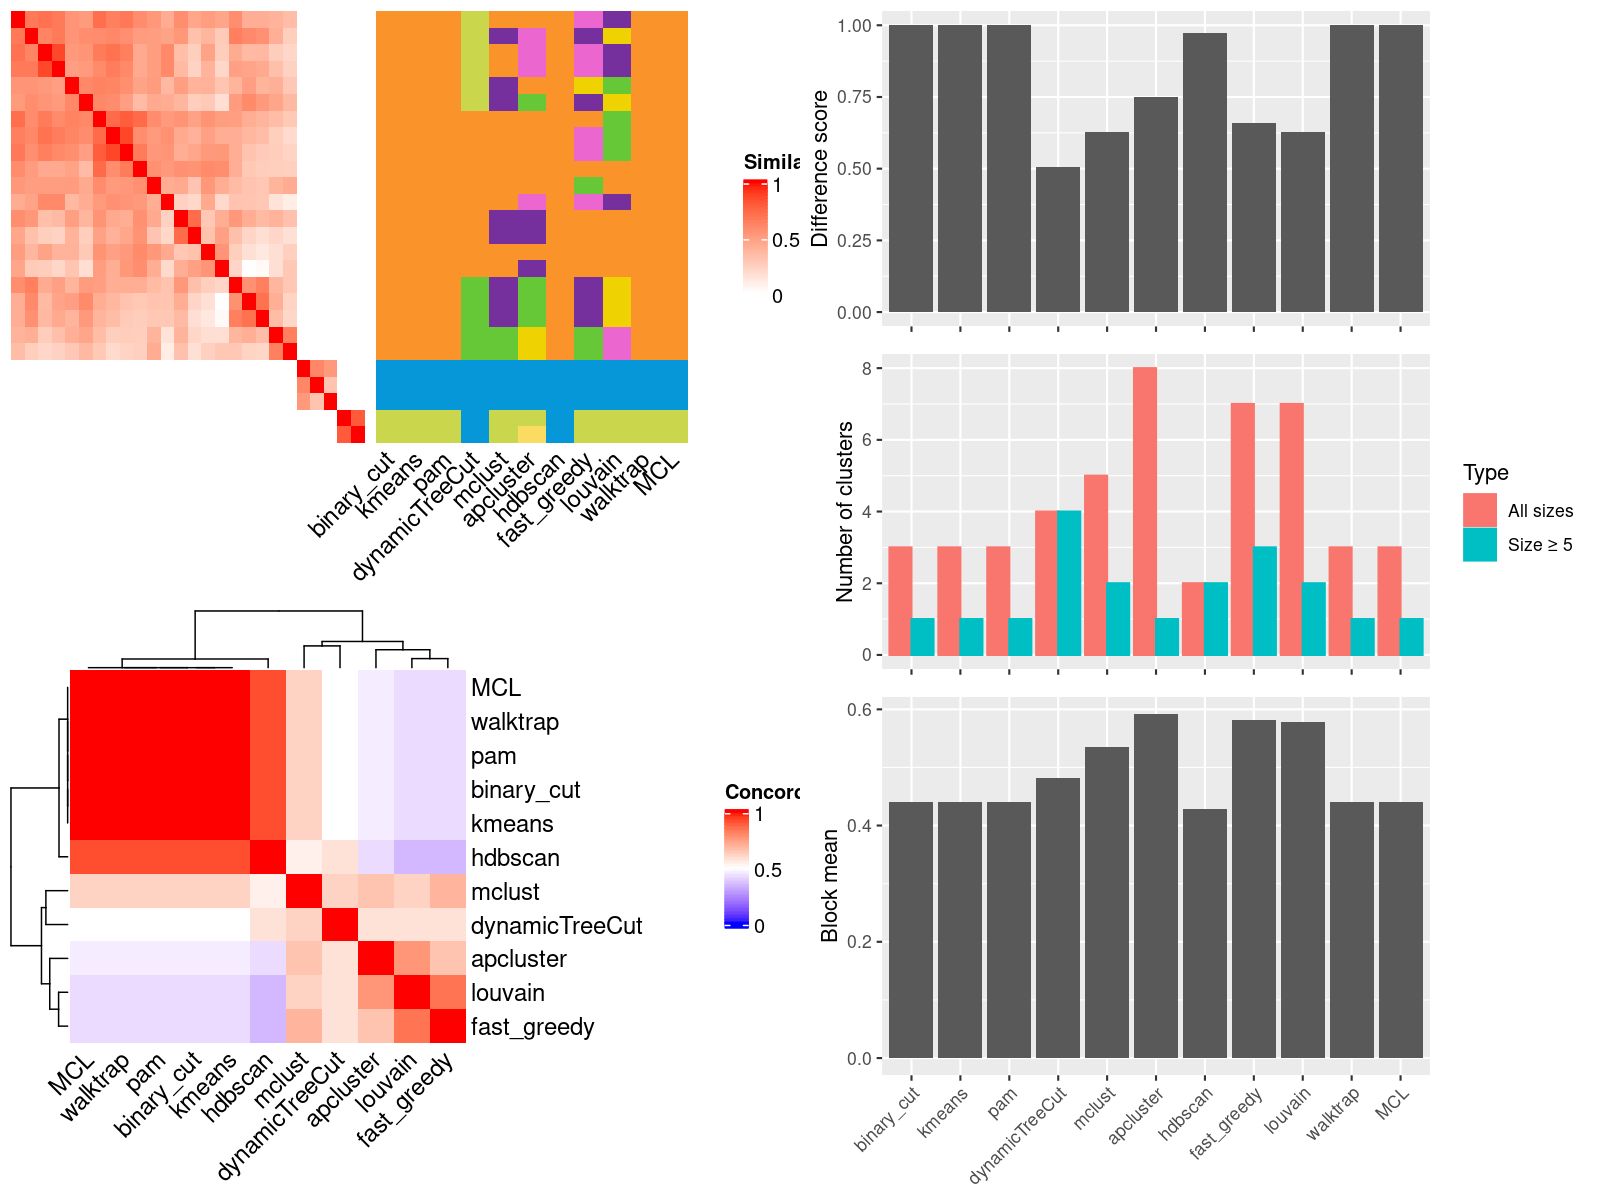 Simila
1
0.5
0
binary_cut
kmeans
pam
dynamicTreeCut
mclust
apcluster
hdbscan
fast_greedy
louvain
walktrap
MCL
MCL
walktrap
pam
binary_cut
kmeans
hdbscan
mclust
dynamicTreeCut
apcluster
louvain
fast_greedy
MCL
walktrap
pam
binary_cut
kmeans
hdbscan
mclust
dynamicTreeCut
apcluster
louvain
fast_greedy
Concord
1
0.5
0
Difference score
1.00
0.75
0.50
0.25
0.00
Number of clusters
8
6
4
2
0
Type
All sizes
Size ≥ 5
Block mean
0.6
0.4
0.2
0.0
binary_cut
kmeans
pam
dynamicTreeCut
mclust
apcluster
hdbscan
fast_greedy
louvain
walktrap
MCL